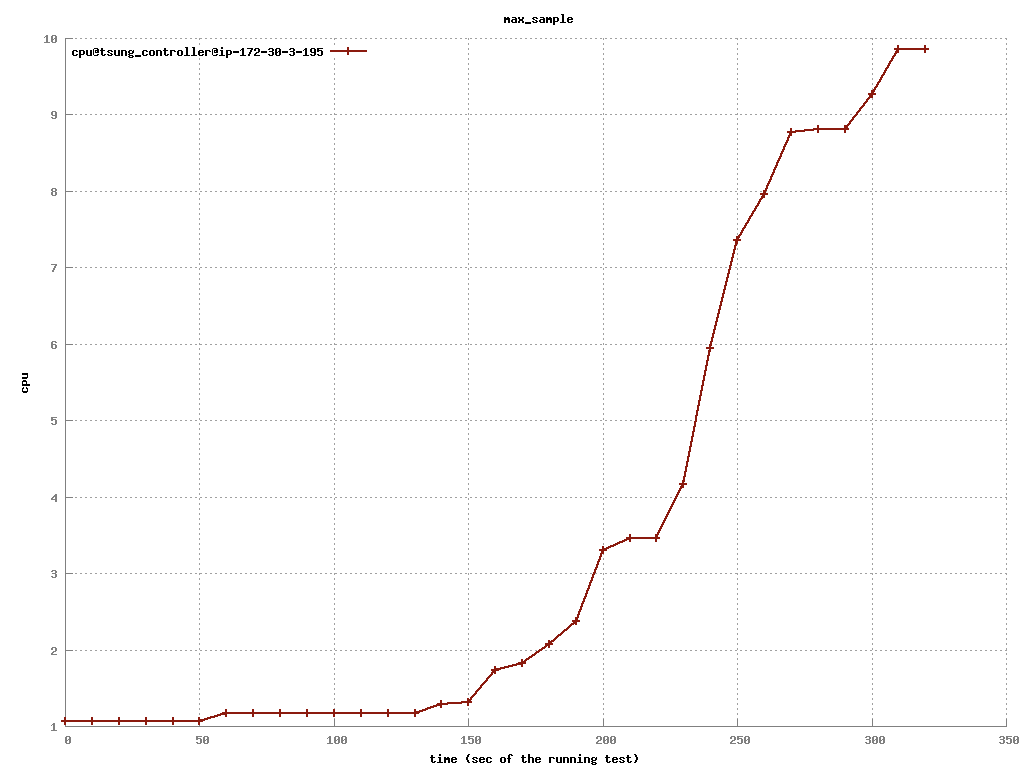 max_sample
cpu@tsung_controller@ip-172-30-3-195
10
9
8
7
6
5
4
3
2
1
cpu
0 50 100 150 200 250 300 350
time (sec of the running test)